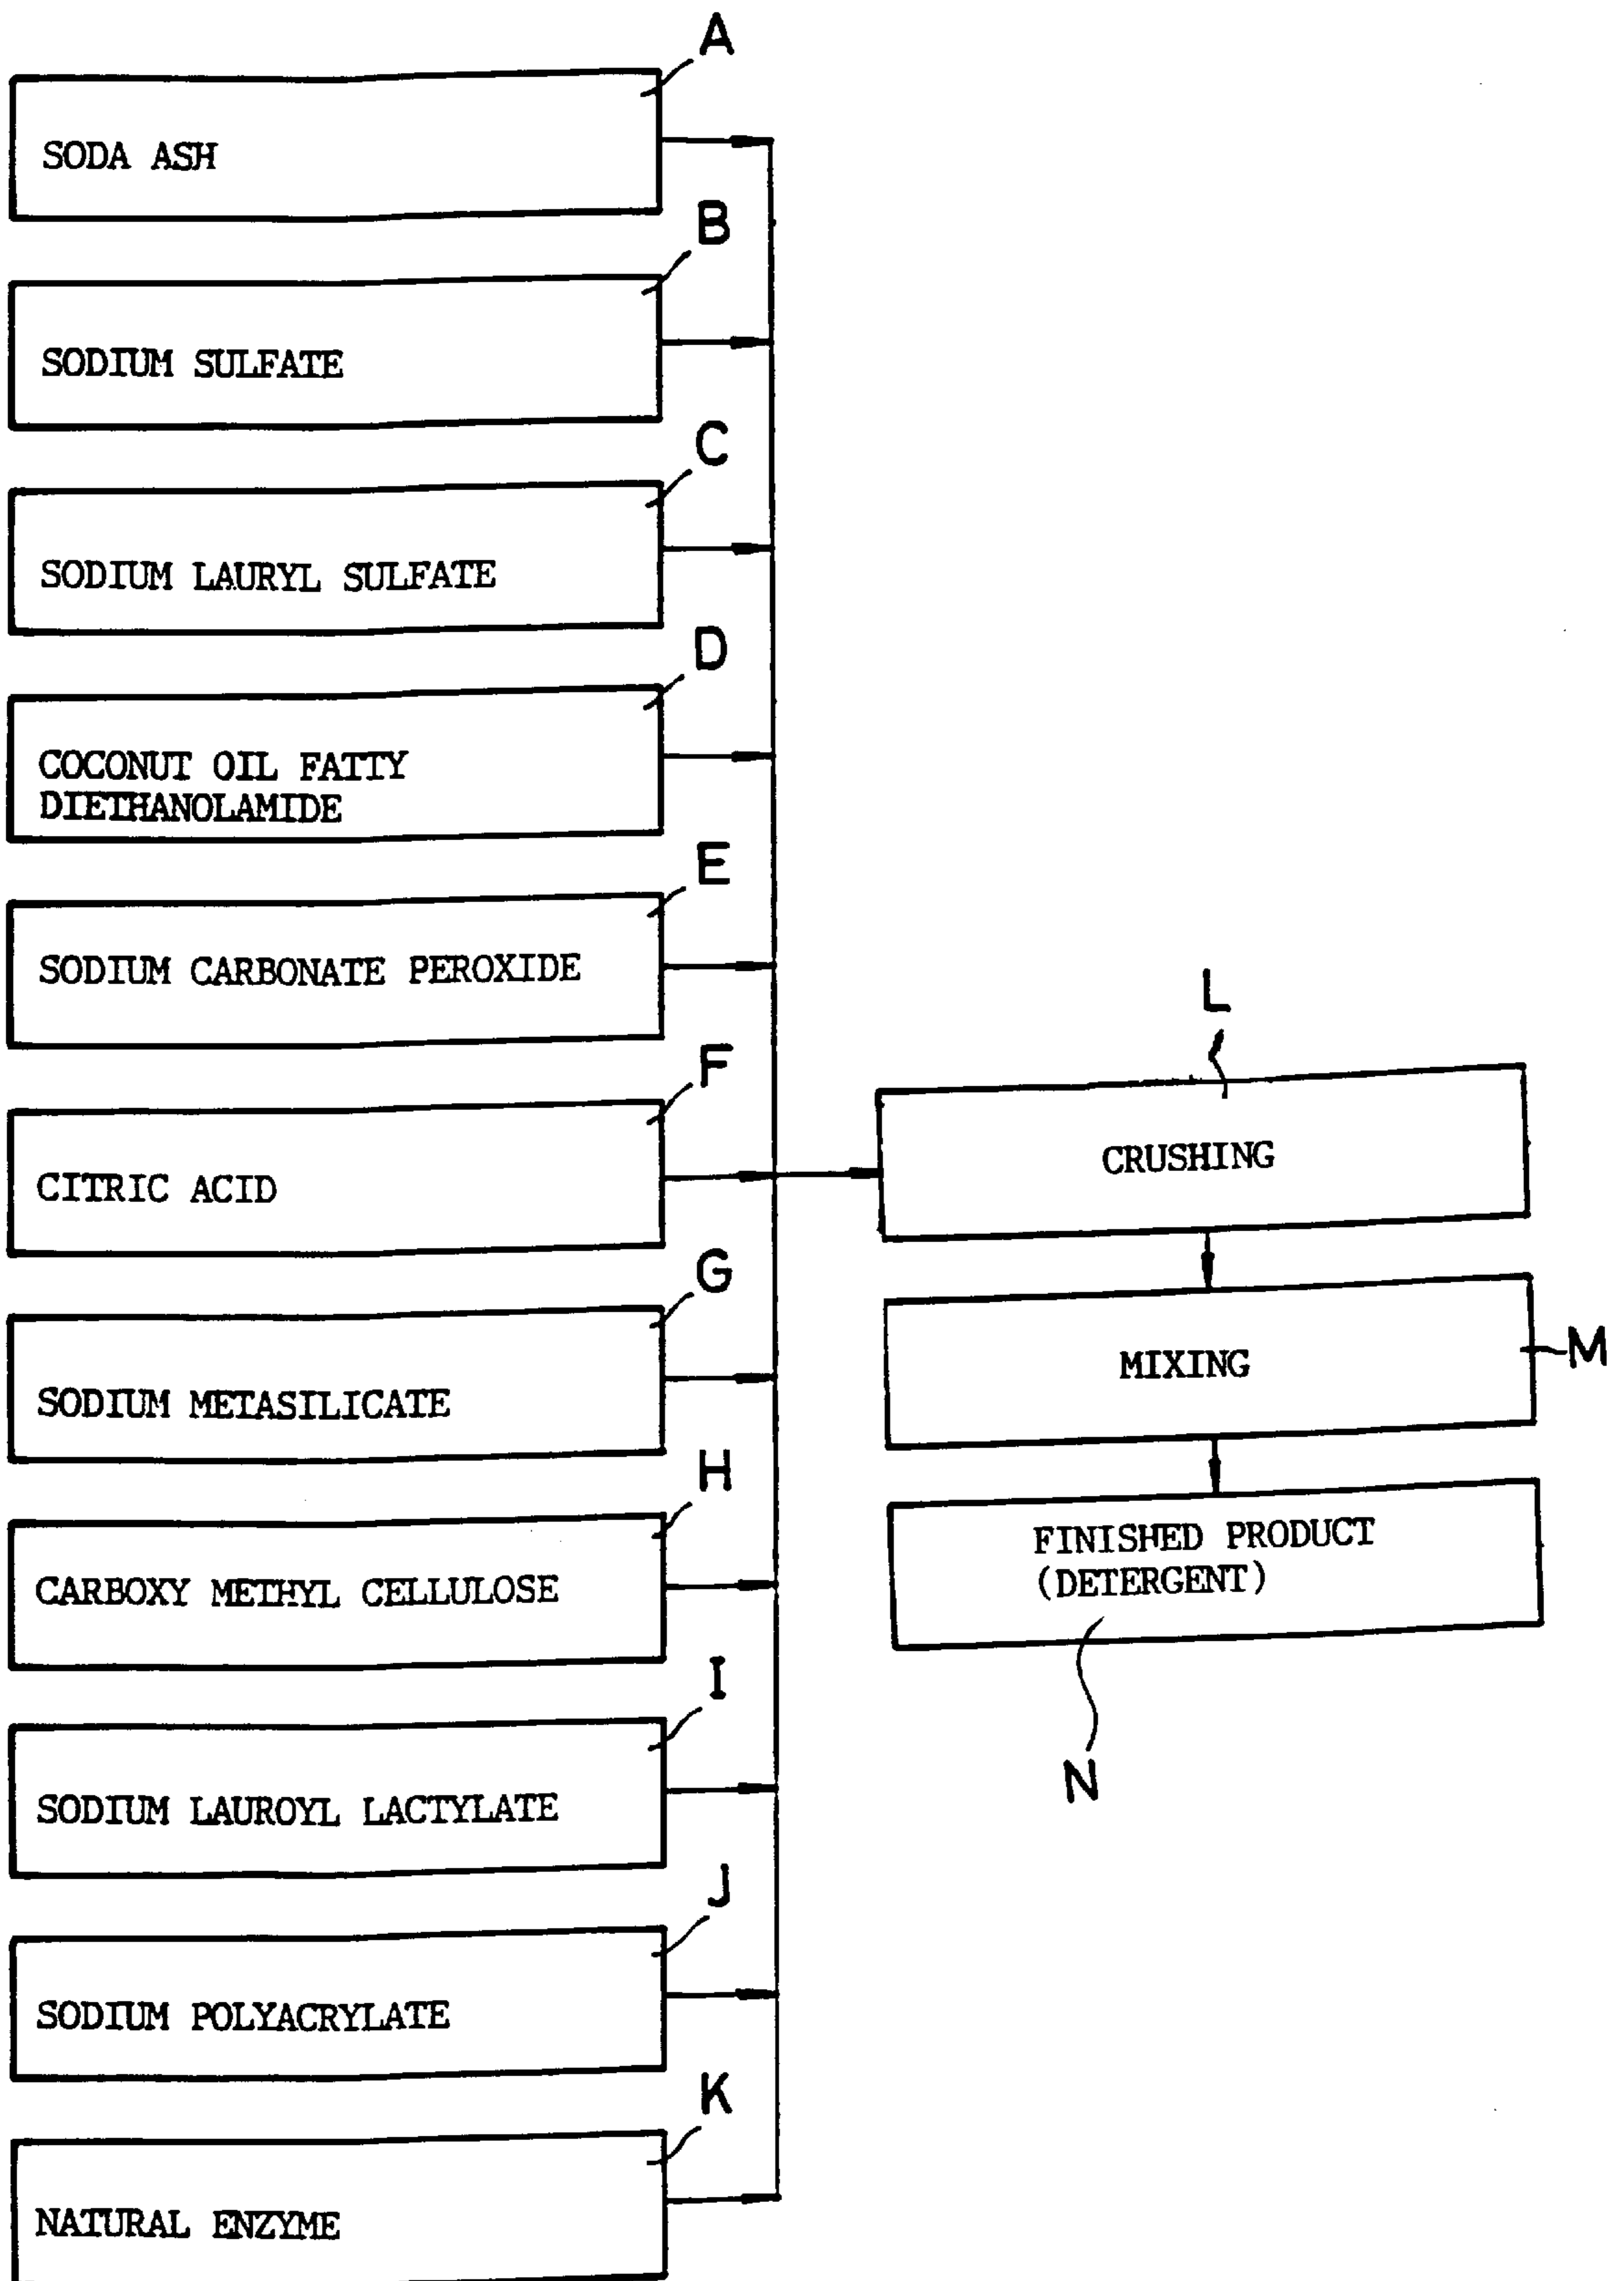 A
SODA ASH
B
SODIUM SULFATE
C
SODIUM LAURYL SULFATE
D
COCONUT OIL FATTY
DIETHANOLAMIDE
E
SODIUM CARBONATE PEROXIDE
F
CITRIC ACID
G
SODIUM METASILICATE
H
CARBOXY METHYL CELLULOSE
I
SODIUM LAUROYL LACTYLATE
J
SODIUM POLYACRYLATE
K
NATURAL ENZYME
L
CRUSHING
MIXING
M
FINISHED PRODUCT
(DETERGENT)
N